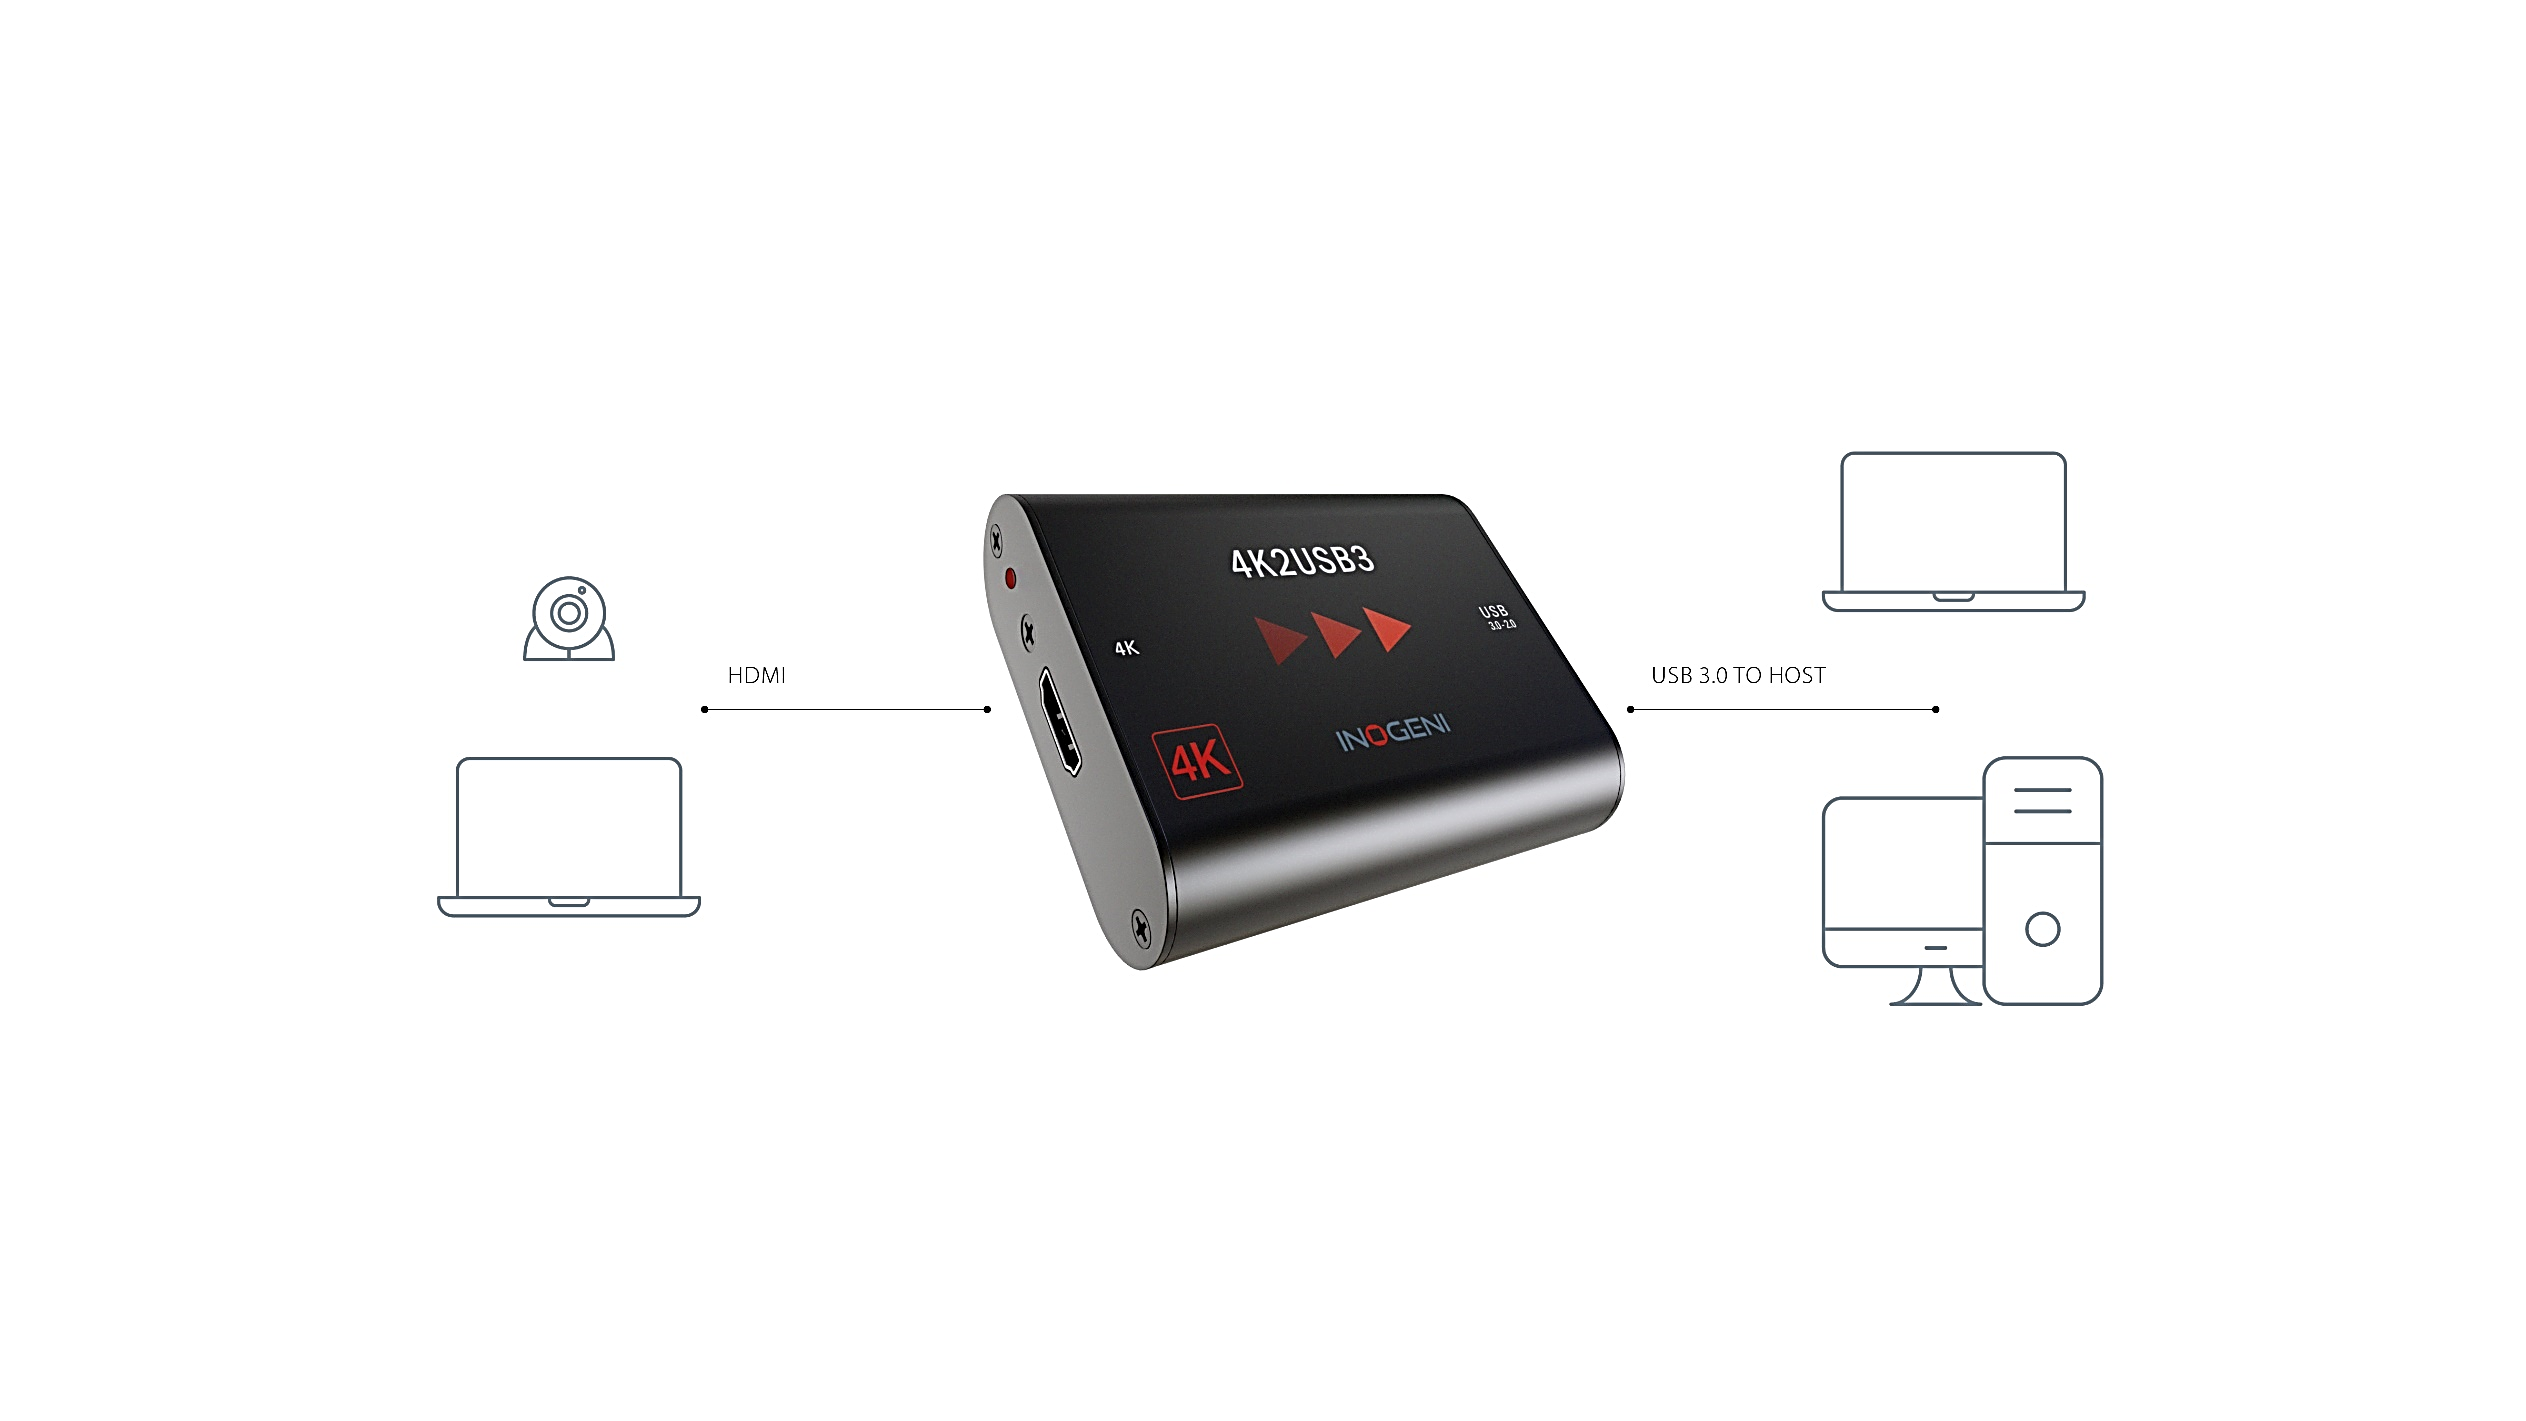 4K2USB3
USB
3.0-2.0
4K
HDMI
USB 3.0 TO HOST
4K
INOGENI